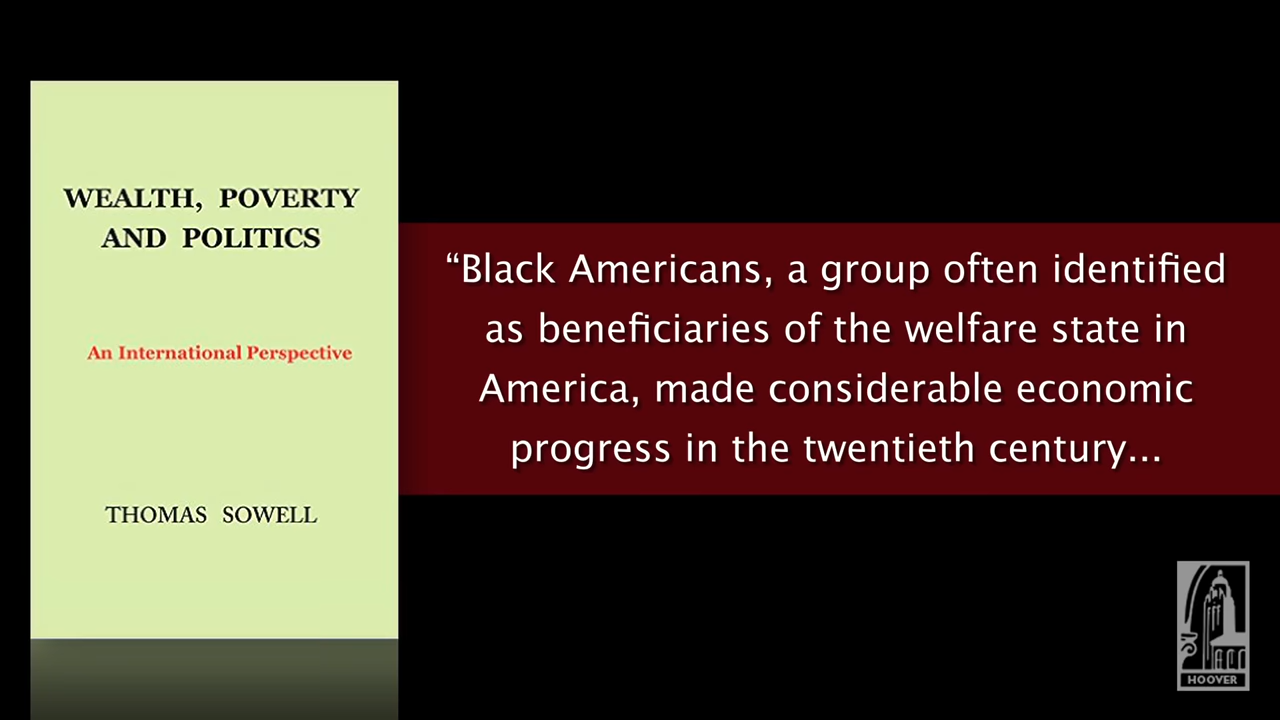 WEALTH, POVERTY
AND POLITICS
An International Perspective
THOMAS SOWELL
“Black Americans, a group often identified
as beneficiaries of the welfare state in
America, made considerable economic
progress in the twentieth century...
HOOVER